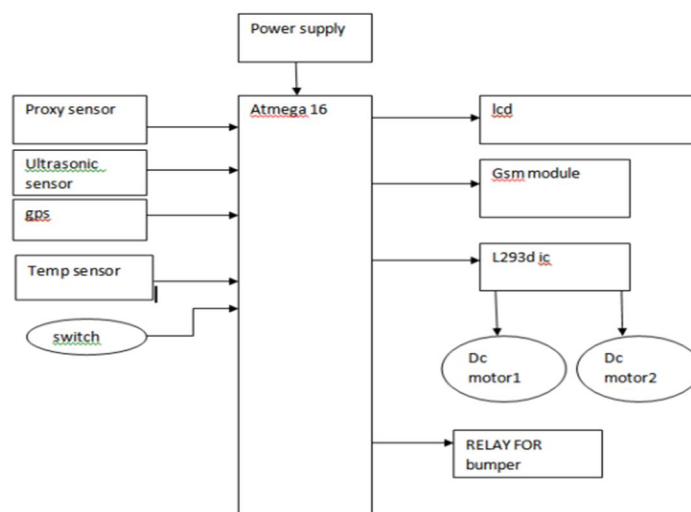 Power supply
Proxy sensor
Atmega 16
lcd
Ultrasonic
sensor
Gsm module
gps
L293d ic
Temp sensor
switch
Dc
motor1
Dc
motor2
RELAY FOR
bumper